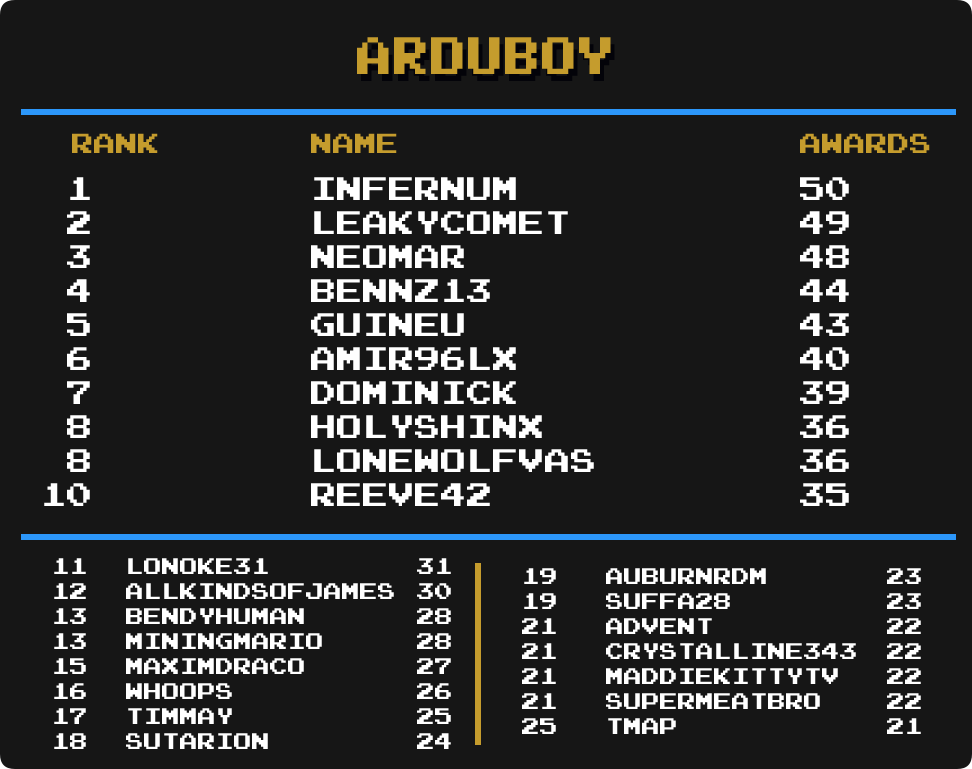 ARDUBOY
RANK NAME AWARDS
1 INFERNUM 50
2 LEAKYCOMET 49
3 NEOMAR 48
4 BENNZ13 44
5 GUINEU 43
6 AMIR96LX 40
7 DOMINICK 39
8 HOLYSHINX 36
8 LONEWOLFVAS 36
10 REEVE42 35
11 LONOKE31 31
12 ALLKINDSOFJAMES 30
13 BENDYHUMAN 28
13 MININGMARIO 28
15 MAXIMDRACO 27
16 WHOOPS 26
17 TIMMAY 25
18 SUTARION 24
19 AUBURNRDM 23
19 SUFFA28 23
21 ADVENT 22
21 CRYSTALLINE343 22
21 MADDIEKITTYTV 22
21 SUPERMEATBRO 22
25 TMAP 21